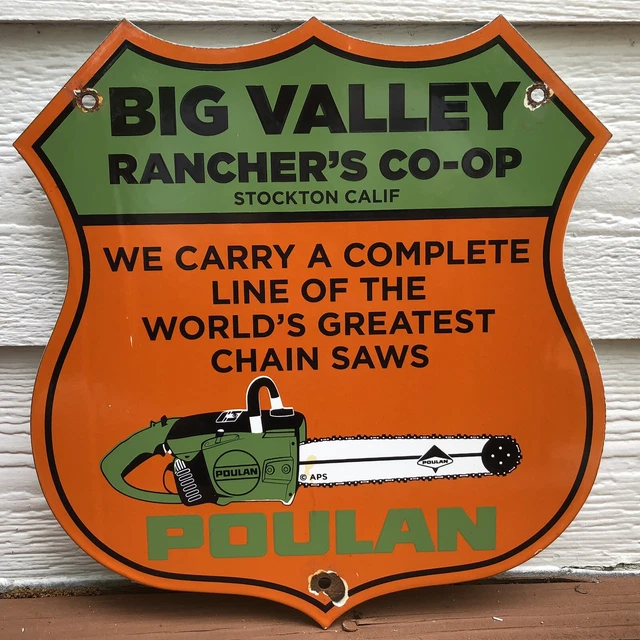 BIG VALLEY
RANCHER'S CO-OP
STOCKTON CALIF
WE CARRY A COMPLETE
LINE OF THE
WORLD'S GREATEST
CHAIN SAWS
POULAN
POULAN
© APS
POULAN